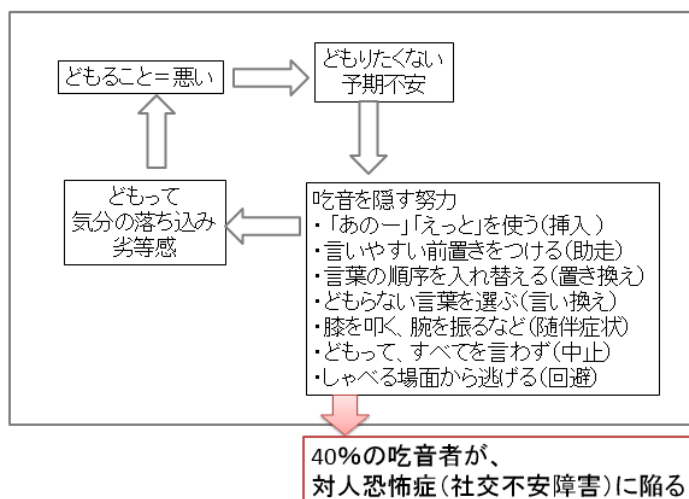 どもること＝悪い
どもりたくない
予期不安
どもって
気分の落ち込み
劣等感
吃音を隠す努力
・「あのー」「えっと」を使う(挿入)
・言いやすい前置きをつける(助走)
・言葉の順序を入れ替える(置き換え)
・どもらない言葉を選ぶ(言い換え)
・膝を叩く、腕を振るなど(随伴症状)
・どもって、すべてを言わず(中止)
・しゃべる場面から逃げる(回避)
40%の吃音者が、
対人恐怖症(社交不安障害)に陥る